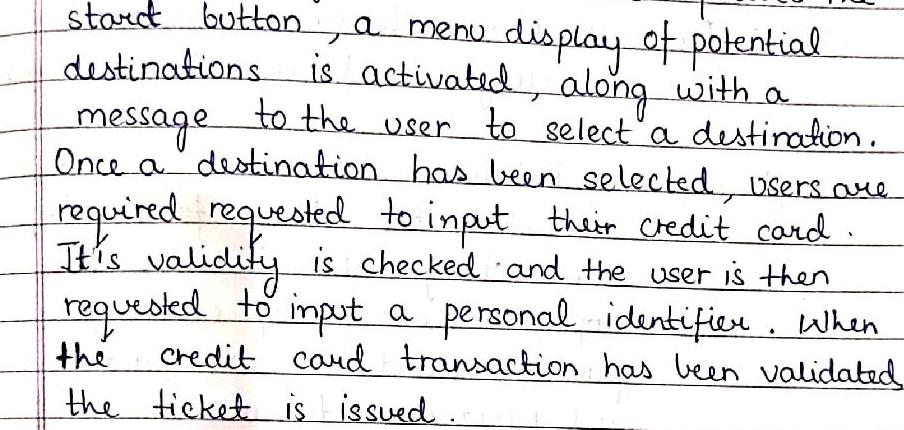 start button, a menu display of potential
destinations is activated, along with a
message to the user to select a destination.
Once a destination has been selected, users are
required requested to input their credit card.
It's validity is checked and the user is then
requested to input a personal identifier. When
the credit card transaction has been validated,
the ticket is issued.